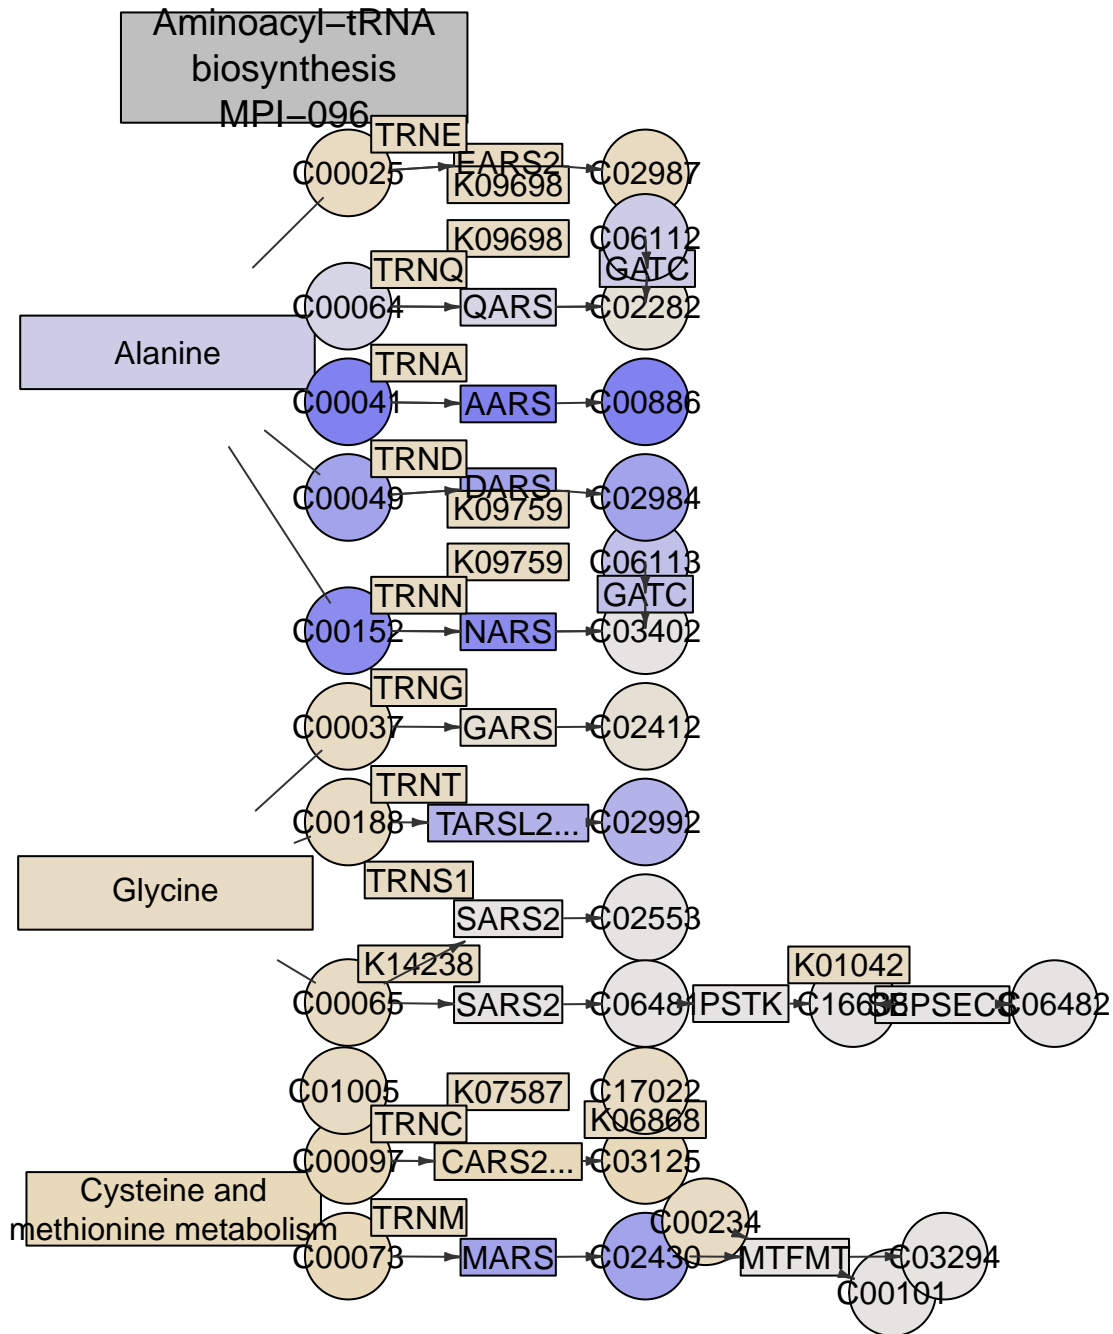 Aminoacyl−tRNA
biosynthesis
MPI−096
TRNE
C00025
EARS2
K09698
C02987
K09698
C06112
TRNQ
GATC
C00064
QARS
C02282
Alanine
TRNA
C00041
AARS
C00886
TRND
C00049
DARS
K09759
C02984
K09759
C06113
TRNN
GATC
C00152
NARS
C03402
TRNG
C00037
GARS
C02412
TRNT
C00188
TARSL2...
C02992
Glycine
TRNS1
SARS2
C02553
K14238
K01042
C00065
SARS2
C06481
PSTK
SEPSECS
C06482
C01005
K07587
C17022
TRNC
K06868
C00097
CARS2...
C03125
Cysteine and
methionine metabolism
TRNM
C00234
C00073
MARS
C02430
MTFMT
C03294
C00101